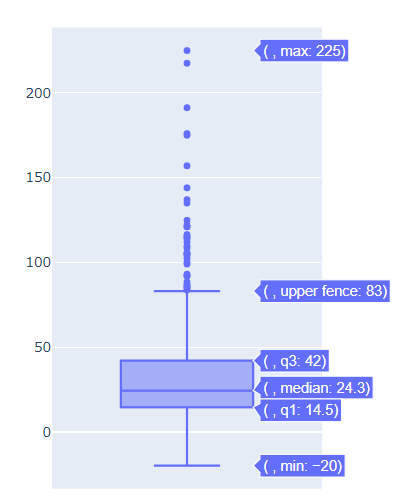 ( , max: 225)
200
150
100
( , upper fence: 83)
50
( , q3: 42)
( , median: 24.3)
( , q1: 14.5)
0
( , min: −20)